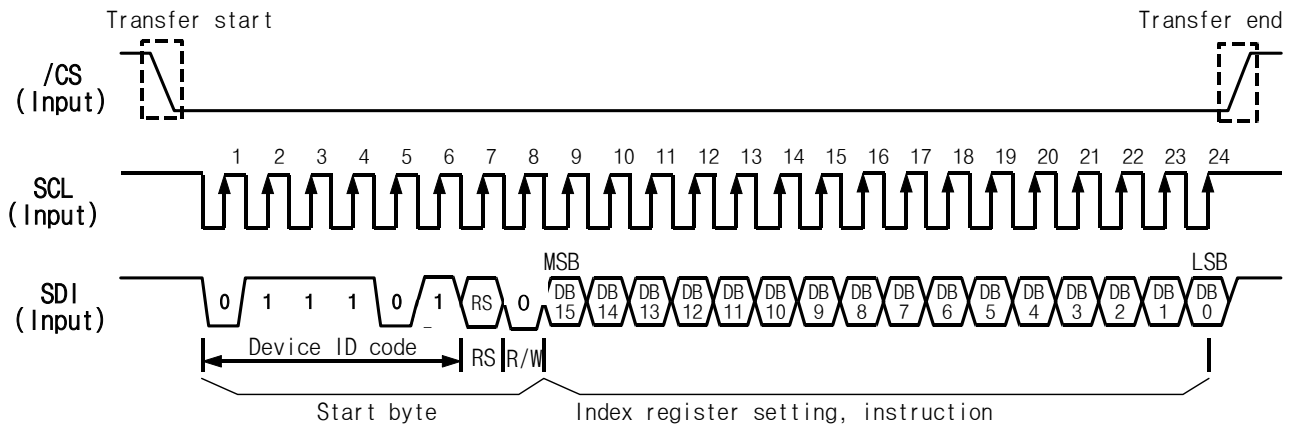 Transfer start
Transfer end
/CS
(Input)
1 2 3 4 5 6 7 8 9 10 11 12 13 14 15 16 17 18 19 20 21 22 23 24
SCL
(Input)
MSB
LSB
SDI
(Input)
0 1 1 1 0 1 RS 0 DB 15 DB 14 DB 13 DB 12 DB 11 DB 10 DB 9 DB 8 DB 7 DB 6 DB 5 DB 4 DB 3 DB 2 DB 1 DB 0
Device ID code
RS
R/W
Start byte
Index register setting, instruction